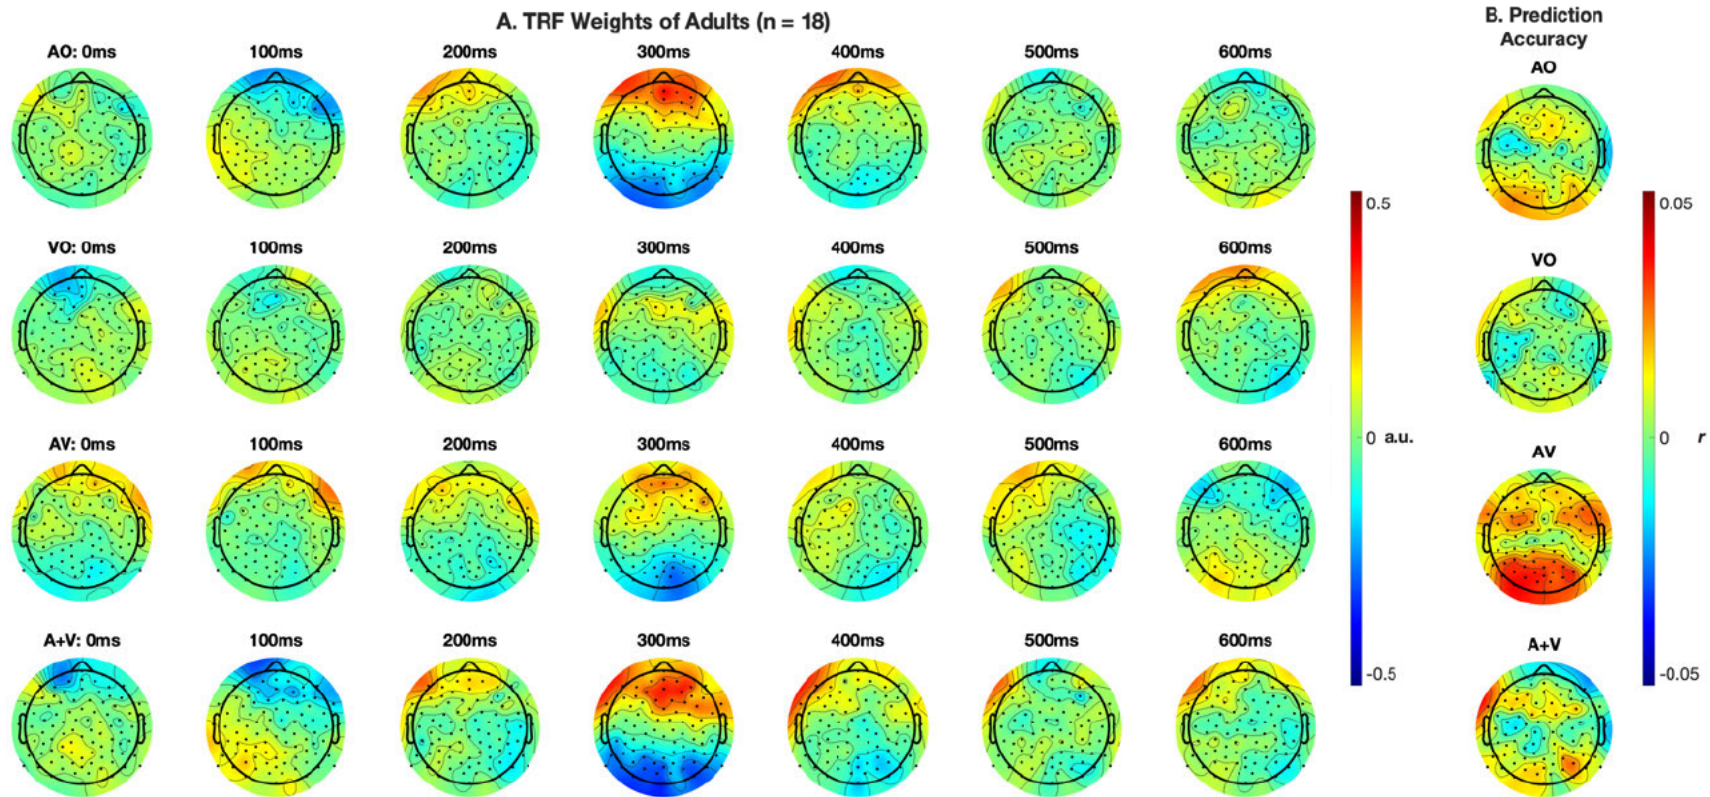 A. TRF Weights of Adults (n = 18)
B. Prediction
Accuracy
AO: 0ms 100ms 200ms 300ms 400ms 500ms 600ms
AO
0.5 0.05
VO: 0ms 100ms 200ms 300ms 400ms 500ms 600ms
VO
0 a.u. 0 r
AV: 0ms 100ms 200ms 300ms 400ms 500ms 600ms
AV
A+V: 0ms 100ms 200ms 300ms 400ms 500ms 600ms
A+V
-0.5 -0.05